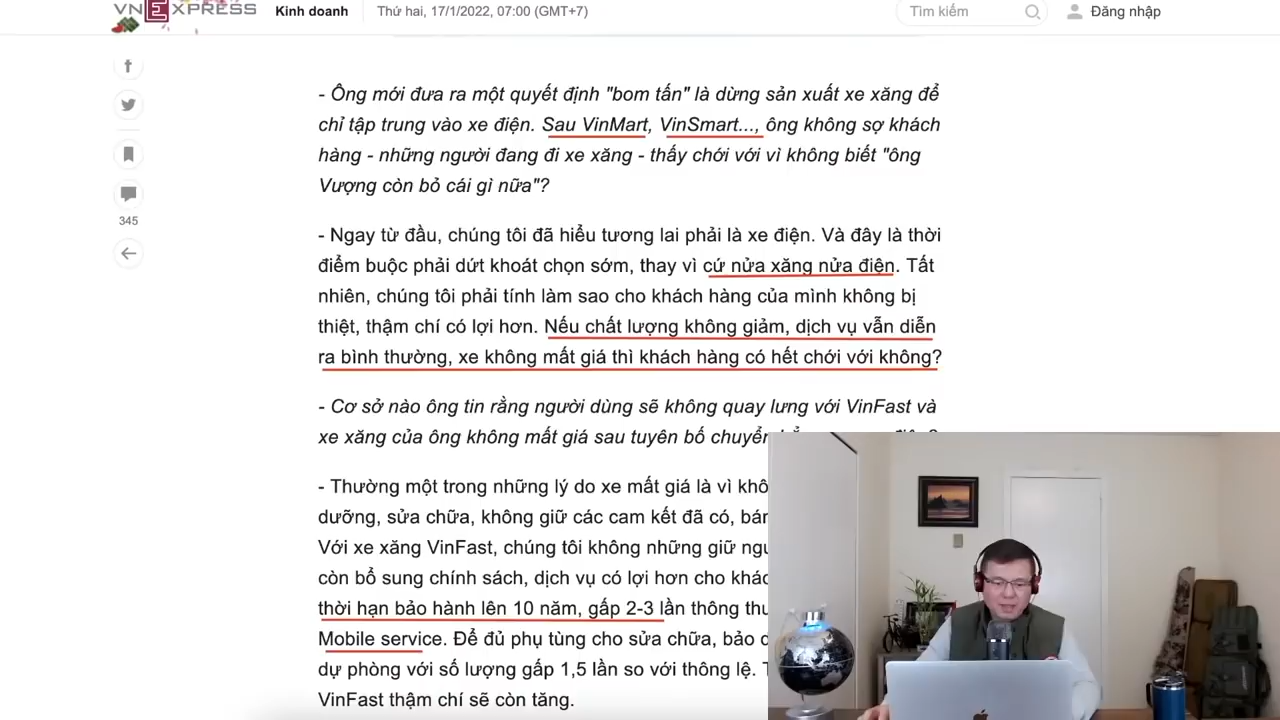 VNEXPRESS Kinh doanh Thứ hai, 17/1/2022, 07:00 (GMT+7) Tìm kiếm Đăng nhập
- Ông mới đưa ra một quyết định "bom tấn" là dừng sản xuất xe xăng để
chỉ tập trung vào xe điện. Sau VinMart, VinSmart..., ông không sợ khách
hàng - những người đang đi xe xăng - thấy chới với vì không biết "ông
Vượng còn bỏ cái gì nữa"?
- Ngay từ đầu, chúng tôi đã hiểu tương lai phải là xe điện. Và đây là thời
điểm buộc phải dứt khoát chọn sớm, thay vì cứ nửa xăng nửa điện. Tất
nhiên, chúng tôi phải tính làm sao cho khách hàng của mình không bị
thiệt, thậm chí có lợi hơn. Nếu chất lượng không giảm, dịch vụ vẫn diễn
ra bình thường, xe không mất giá thì khách hàng có hết chới với không?
345
- Cơ sở nào ông tin rằng người dùng sẽ không quay lưng với VinFast và
xe xăng của ông không mất giá sau tuyên bố
- Thường một trong những lý do xe mất giá là vì
dưỡng, sửa chữa, không giữ các cam kết đã có,
Với xe xăng VinFast, chúng tôi không những giữ
còn bổ sung chính sách, dịch vụ có lợi hơn cho
thời hạn bảo hành lên 10 năm, gấp 2-3 lần thông
Mobile service. Để đủ phụ tùng cho sửa chữa, bảo
dự phòng với số lượng gấp 1,5 lần so với thông lệ.
VinFast thậm chí sẽ còn tăng.